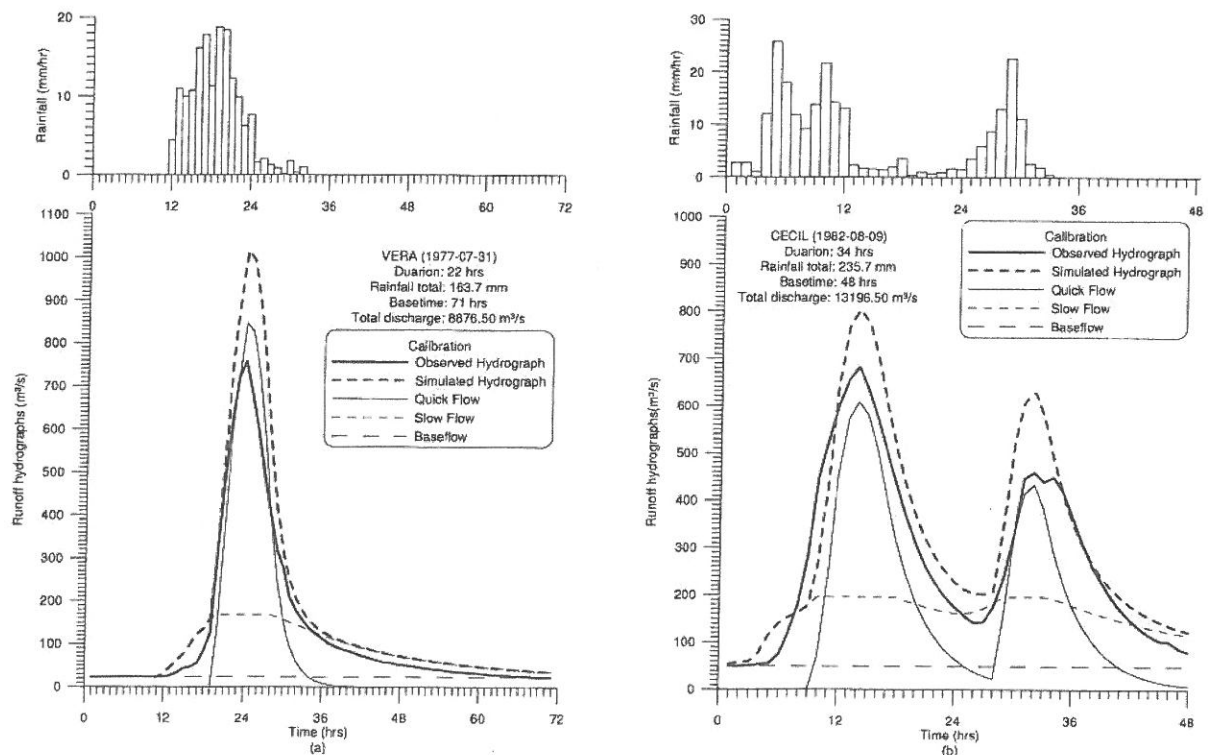 20
10
0
Rainfall (mm/hr)
0 12 24 36 48 60 72
1100
1000
900
800
700
600
500
400
300
200
100
0
Runoff hydrographs (m³/s)
VERA (1977-07-31)
Duarion: 22 hrs
Rainfall total: 163.7 mm
Basetime: 71 hrs
Total discharge: 8876.50 m³/s
Calibration
Observed Hydrograph
Simulated Hydrograph
Quick Flow
Slow Flow
Baseflow
0 12 24 36 48 60 72
Time (hrs)
(a)
30
20
10
0
Rainfall (mm/hr)
0 12 24 36 48
1000
900
800
700
600
500
400
300
200
100
0
Runoff hydrographs(m³/s)
CECIL (1982-08-09)
Duarion: 34 hrs
Rainfall total: 235.7 mm
Basetime: 48 hrs
Total discharge: 13196.50 m³/s
Calibration
Observed Hydrograph
Simulated Hydrograph
Quick Flow
Slow Flow
Baseflow
0 12 24 36 48
Time (hrs)
(b)